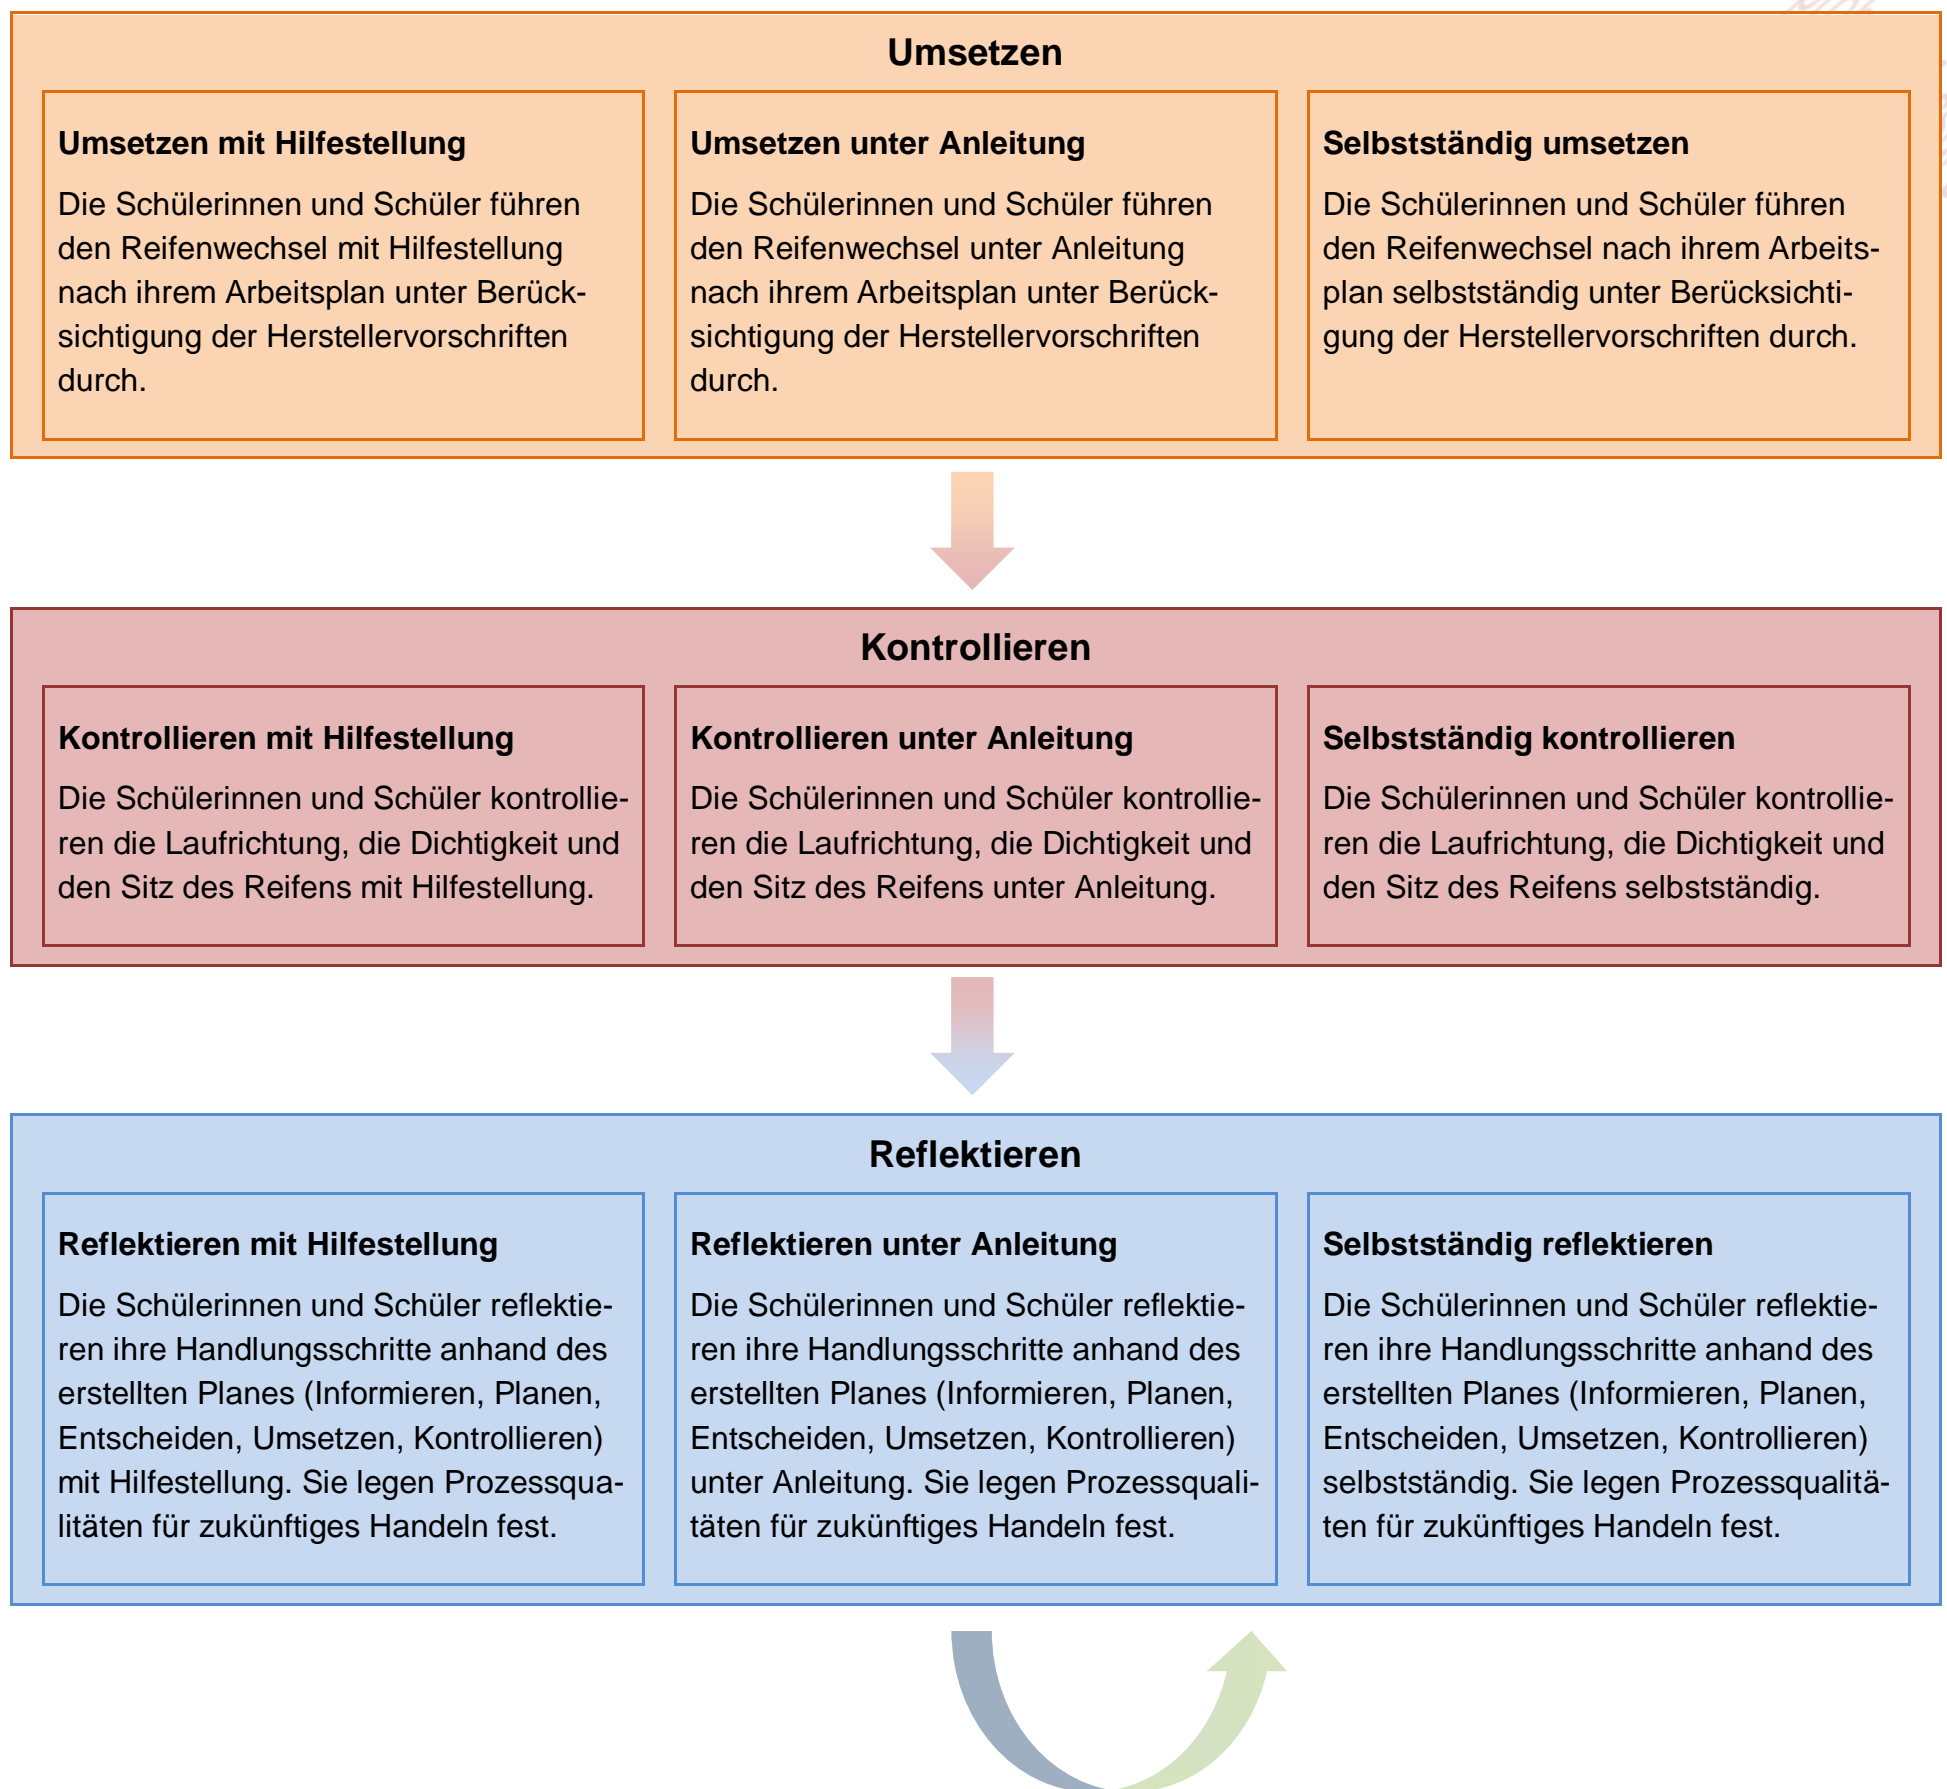 Umsetzen
Umsetzen mit Hilfestellung
Die Schülerinnen und Schüler führen
den Reifenwechsel mit Hilfestellung
nach ihrem Arbeitsplan unter Berück-
sichtigung der Herstellervorschriften
durch.
Umsetzen unter Anleitung
Die Schülerinnen und Schüler führen
den Reifenwechsel unter Anleitung
nach ihrem Arbeitsplan unter Berück-
sichtigung der Herstellervorschriften
durch.
Selbstständig umsetzen
Die Schülerinnen und Schüler führen
den Reifenwechsel nach ihrem Arbeits-
plan selbstständig unter Berücksichti-
gung der Herstellervorschriften durch.
Kontrollieren
Kontrollieren mit Hilfestellung
Die Schülerinnen und Schüler kontrollie-
ren die Laufrichtung, die Dichtigkeit und
den Sitz des Reifens mit Hilfestellung.
Kontrollieren unter Anleitung
Die Schülerinnen und Schüler kontrollie-
ren die Laufrichtung, die Dichtigkeit und
den Sitz des Reifens unter Anleitung.
Selbstständig kontrollieren
Die Schülerinnen und Schüler kontrollie-
ren die Laufrichtung, die Dichtigkeit und
den Sitz des Reifens selbstständig.
Reflektieren
Reflektieren mit Hilfestellung
Die Schülerinnen und Schüler reflektie-
ren ihre Handlungsschritte anhand des
erstellten Planes (Informieren, Planen,
Entscheiden, Umsetzen, Kontrollieren)
mit Hilfestellung. Sie legen Prozessqua-
litäten für zukünftiges Handeln fest.
Reflektieren unter Anleitung
Die Schülerinnen und Schüler reflektie-
ren ihre Handlungsschritte anhand des
erstellten Planes (Informieren, Planen,
Entscheiden, Umsetzen, Kontrollieren)
unter Anleitung. Sie legen Prozessquali-
täten für zukünftiges Handeln fest.
Selbstständig reflektieren
Die Schülerinnen und Schüler reflektie-
ren ihre Handlungsschritte anhand des
erstellten Planes (Informieren, Planen,
Entscheiden, Umsetzen, Kontrollieren)
selbstständig. Sie legen Prozessqualitä-
ten für zukünftiges Handeln fest.